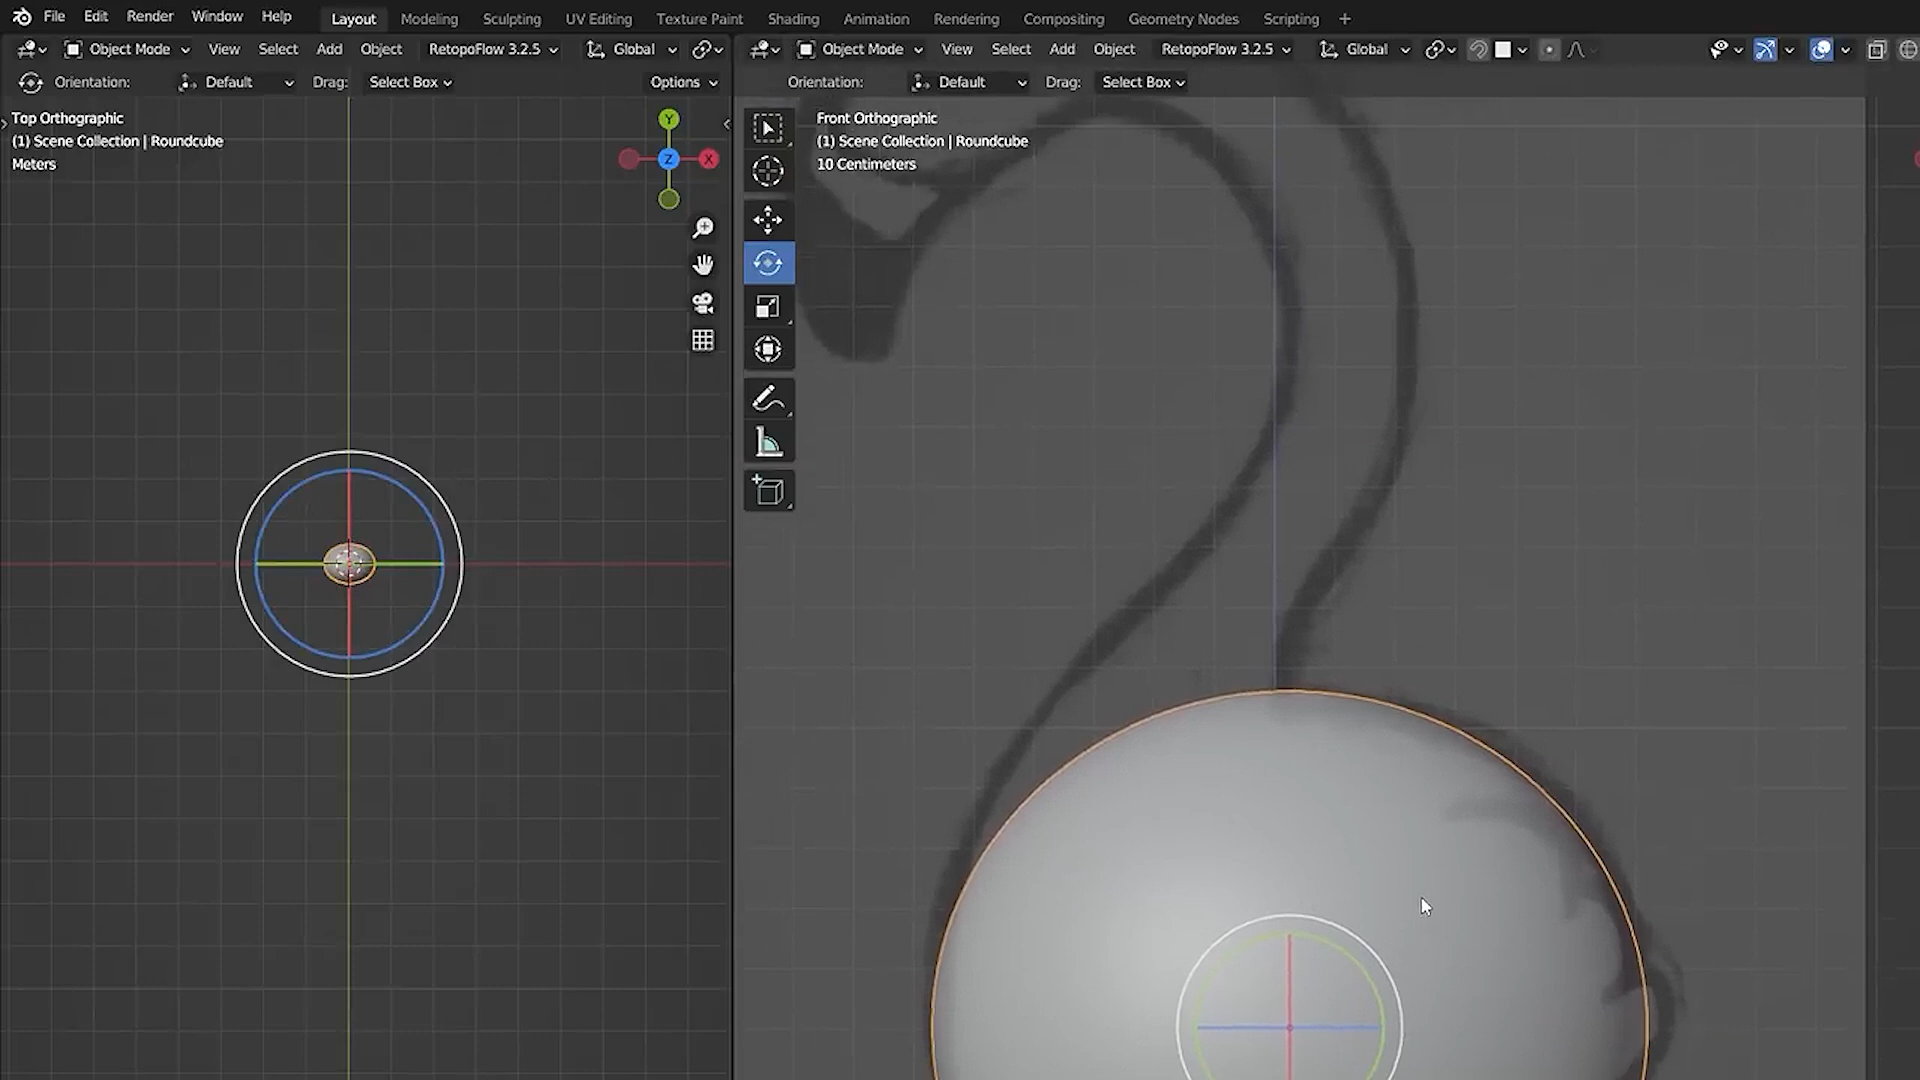 File Edit Render Window Help Layout Modeling Sculpting UV Editing Texture Paint Shading Animation Rendering Compositing Geometry Nodes Scripting +
Object Mode View Select Add Object RetopoFlow 3.2.5 Global
Orientation: Default Drag: Select Box Options
Top Orthographic
(1) Scene Collection | Roundcube
Meters
Y
Z
X
Object Mode View Select Add Object RetopoFlow 3.2.5 Global
Orientation: Default Drag: Select Box
Front Orthographic
(1) Scene Collection | Roundcube
10 Centimeters